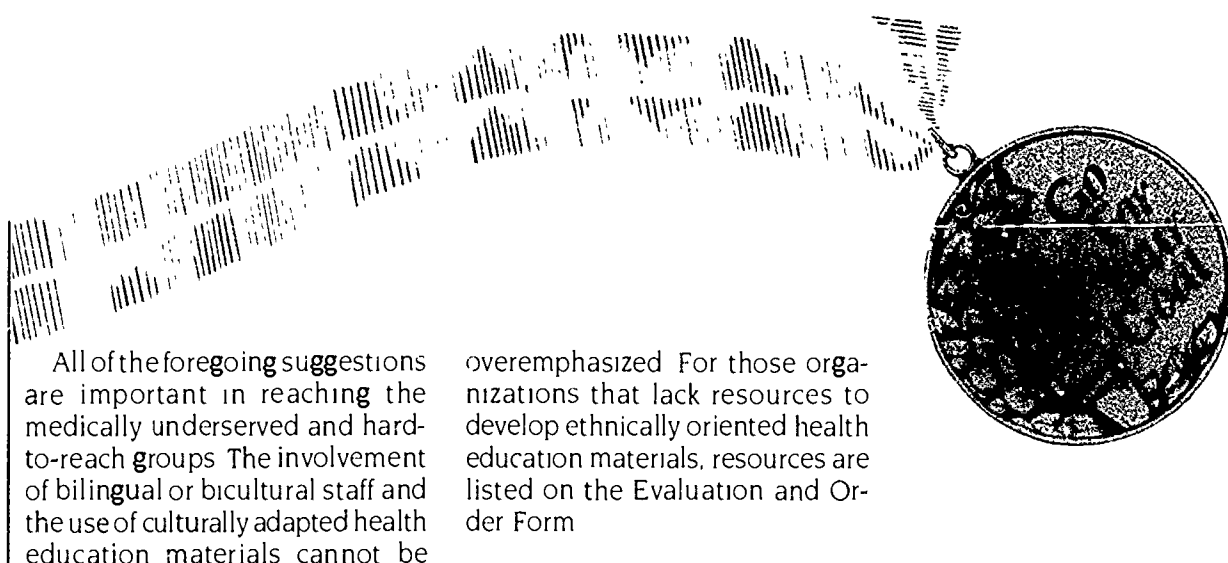 All of the foregoing suggestions
are important in reaching the
medically underserved and hard-
to-reach groups The involvement
of bilingual or bicultural staff and
the use of culturally adapted health
education materials cannot be
overemphasized For those orga-
nizations that lack resources to
develop ethnically oriented health
education materials, resources are
listed on the Evaluation and Or-
der Form
Go
for